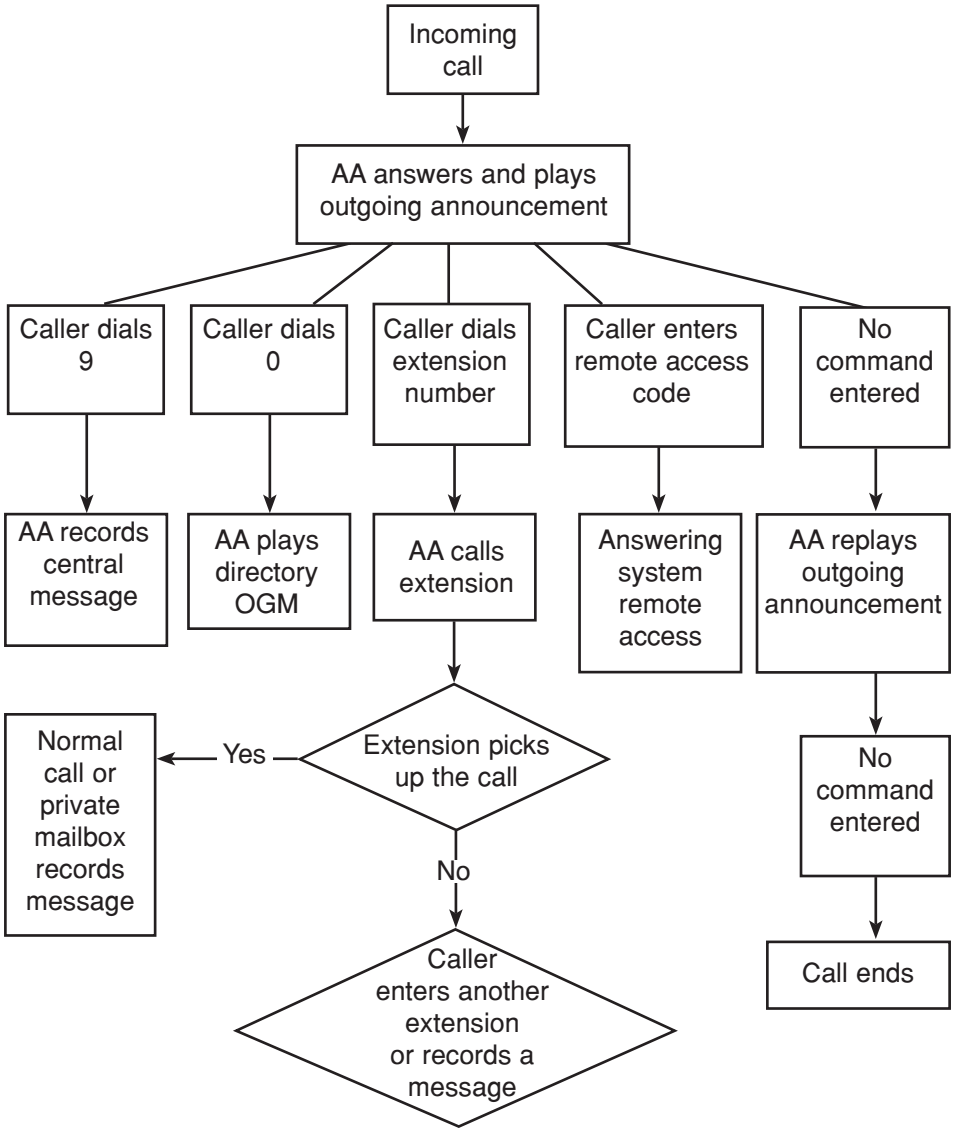 Incoming
call
AA answers and plays
outgoing announcement
Caller dials
9
Caller dials
0
Caller dials
extension
number
Caller enters
remote access
code
No
command
entered
AA records
central
message
AA plays
directory
OGM
AA calls
extension
Answering
system
remote
access
AA replays
outgoing
announcement
Normal
call or
private
mailbox
records
message
Yes
Extension picks
up the call
No
command
entered
No
Caller
enters another
extension
or records a
message
Call ends